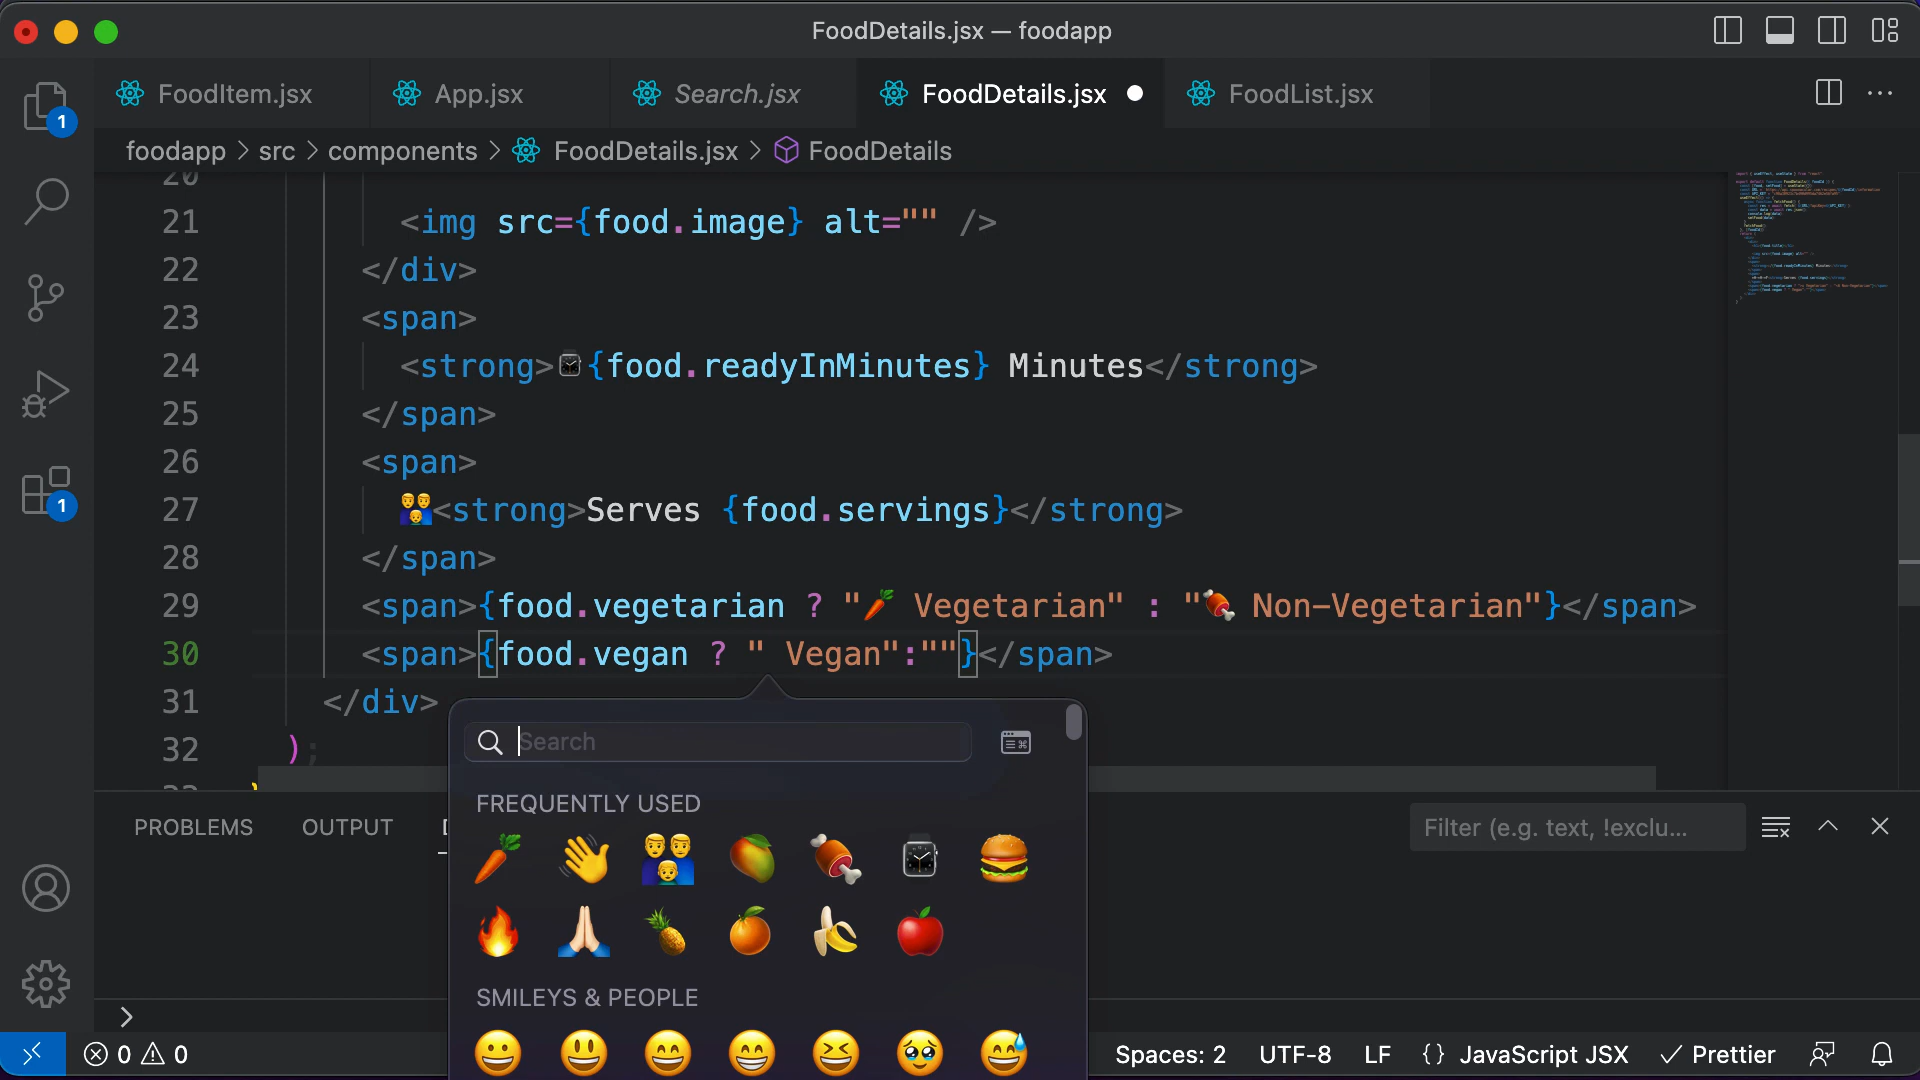 FoodDetails.jsx — foodapp
FoodItem.jsx
App.jsx
Search.jsx
FoodDetails.jsx
FoodList.jsx
foodapp > src > components > FoodDetails.jsx > FoodDetails
20
21 <img src={food.image} alt="" />
22 </div>
23 <span>
24 <strong>{food.readyInMinutes} Minutes</strong>
25 </span>
26 <span>
27 👨‍👨‍👦<strong>Serves {food.servings}</strong>
28 </span>
29 <span>{food.vegetarian ? "🥕 Vegetarian" : "🍖 Non-Vegetarian"}</span>
30 <span>{food.vegan ? " Vegan":""}</span>
31 </div>
32 );
1
1
Search
FREQUENTLY USED
SMILEYS & PEOPLE
PROBLEMS
OUTPUT
Filter (e.g. text, !exclu...
0
0
Spaces: 2
UTF-8
LF
{} JavaScript JSX
Prettier